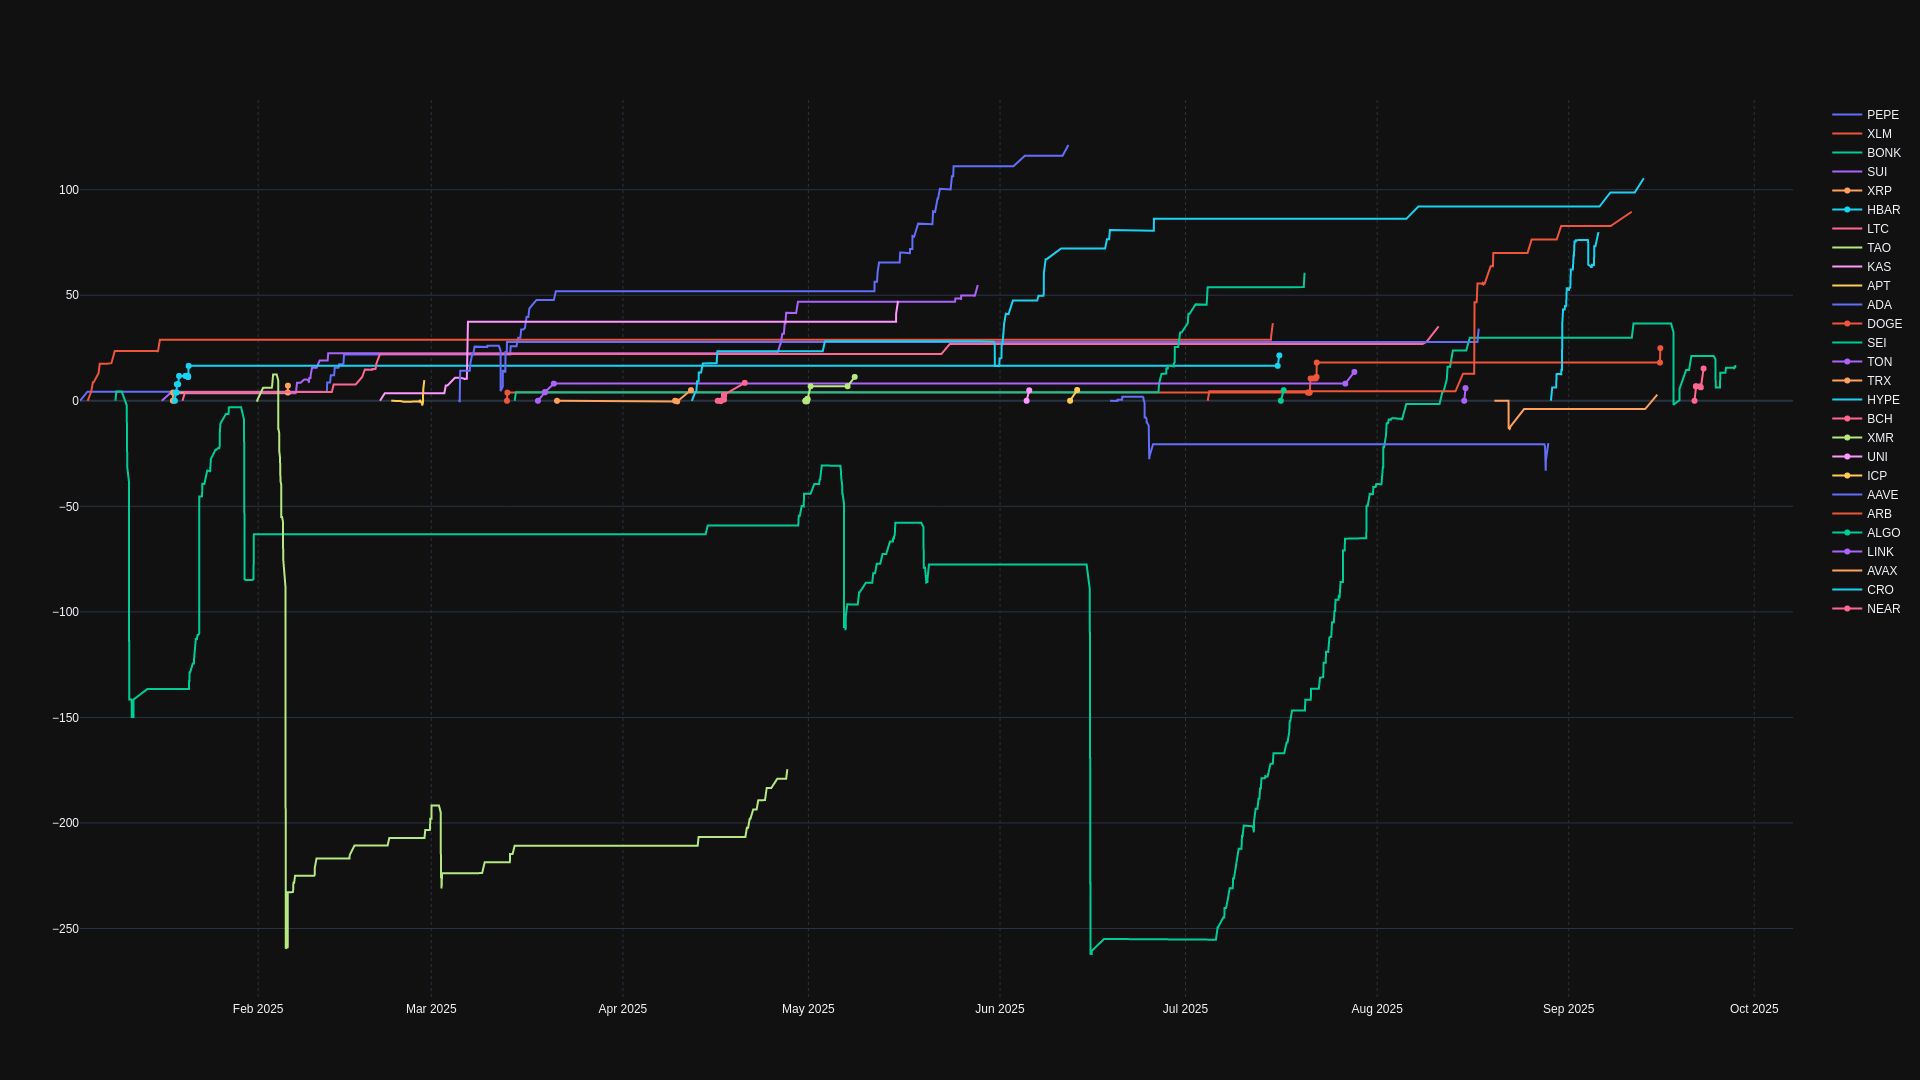 100
50
0
−50
−100
−150
−200
−250
Feb 2025
Mar 2025
Apr 2025
May 2025
Jun 2025
Jul 2025
Aug 2025
Sep 2025
Oct 2025
PEPE
XLM
BONK
SUI
XRP
HBAR
LTC
TAO
KAS
APT
ADA
DOGE
SEI
TON
TRX
HYPE
BCH
XMR
UNI
ICP
AAVE
ARB
ALGO
LINK
AVAX
CRO
NEAR